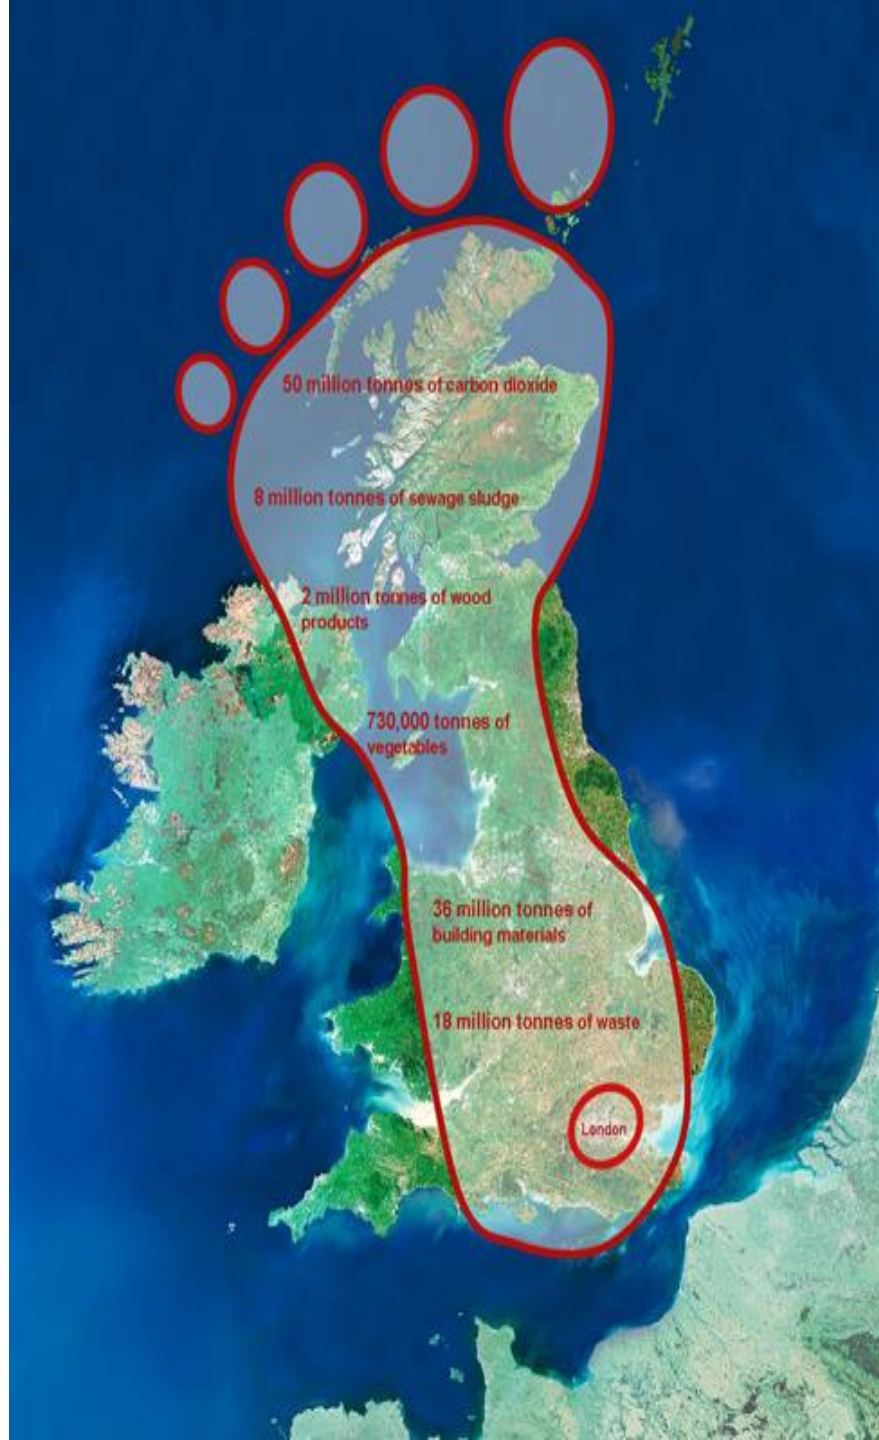 50 million tonnes of carbon dioxide
8 million tonnes of sewage sludge
2 million tonnes of wood
products
730,000 tonnes of
vegetables
36 million tonnes of
building materials
18 million tonnes of waste
London